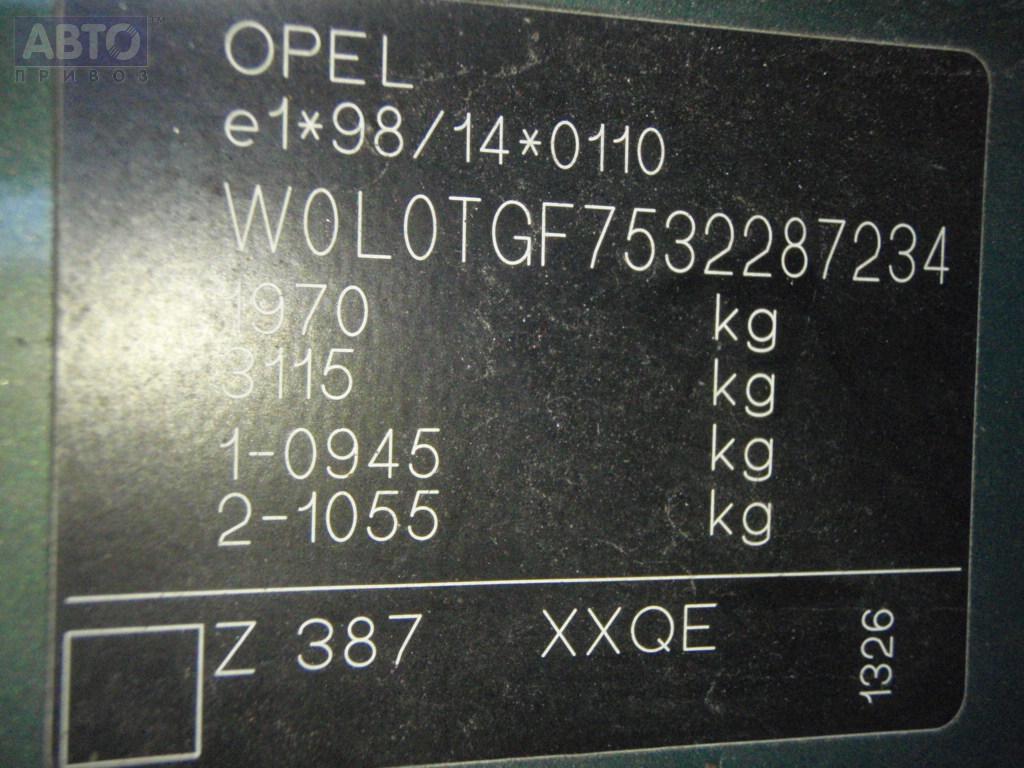 АВТО™
ПРИВОЗ
OPEL
e1*98/14*0110
W0L0TGF7532287234
1970 kg
3115 kg
1-0945 kg
2-1055 kg
Z 387 XXQE
1326